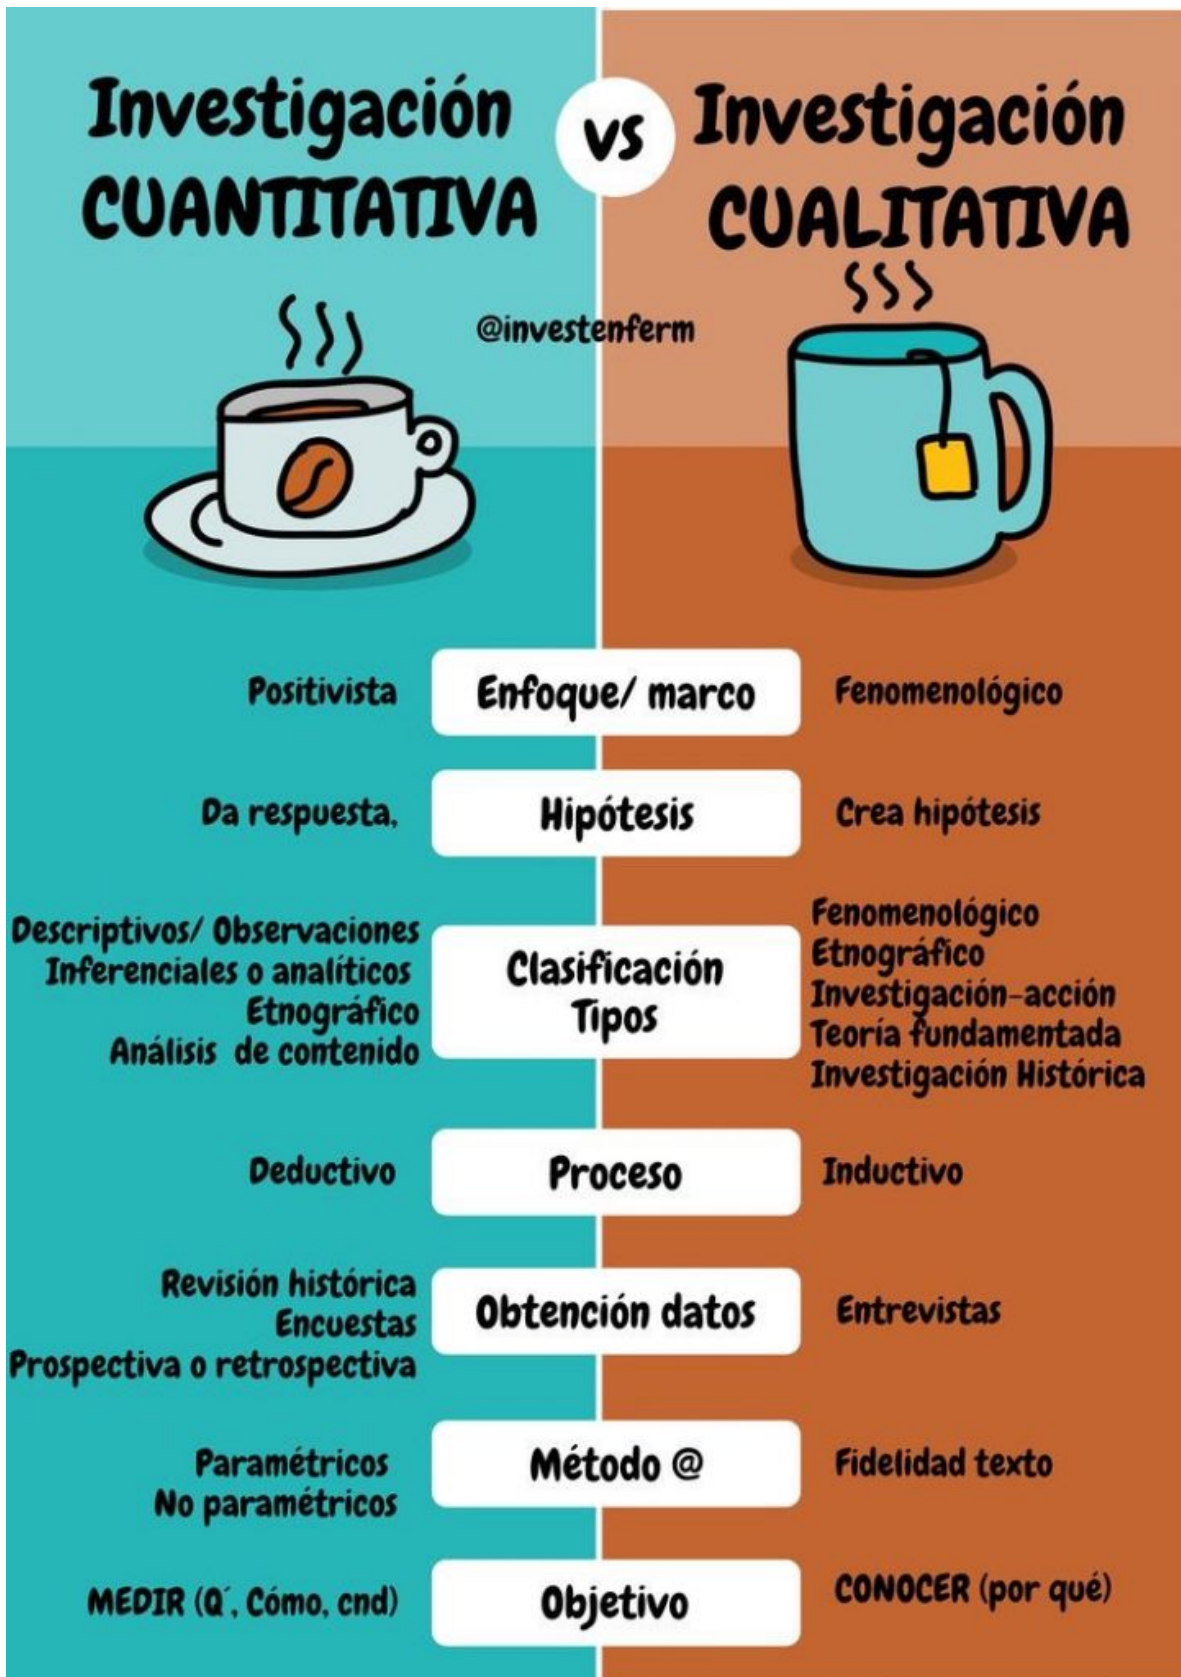 Investigación
CUANTITATIVA
vs
Investigación
CUALITATIVA
@investenferm
Positivista
Enfoque/ marco
Fenomenológico
Da respuesta,
Hipótesis
Crea hipótesis
Descriptivos/ Observaciones
Inferenciales o analíticos
Etnográfico
Análisis de contenido
Clasificación
Tipos
Fenomenológico
Etnográfico
Investigación-acción
Teoría fundamentada
Investigación Histórica
Deductivo
Proceso
Inductivo
Revisión histórica
Encuestas
Prospectiva o retrospectiva
Obtención datos
Entrevistas
Paramétricos
No paramétricos
Método @
Fidelidad texto
MEDIR (Q´, Cómo, cnd)
Objetivo
CONOCER (por qué)